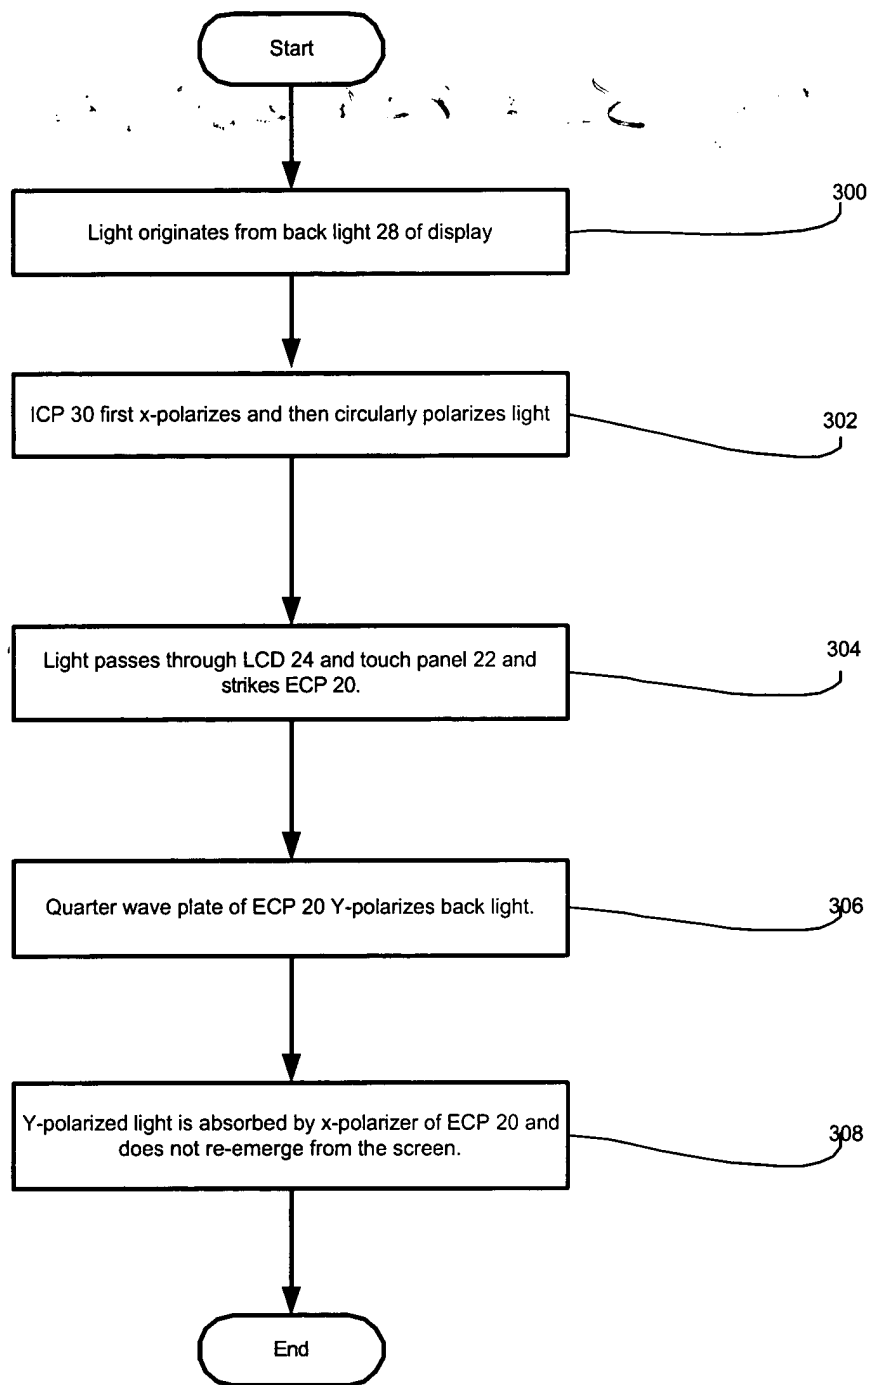 Start
300
Light originates from back light 28 of display
ICP 30 first x-polarizes and then circularly polarizes light
302
304
Light passes through LCD 24 and touch panel 22 and
strikes ECP 20.
Quarter wave plate of ECP 20 Y-polarizes back light.
306
Y-polarized light is absorbed by x-polarizer of ECP 20 and
does not re-emerge from the screen.
308
End